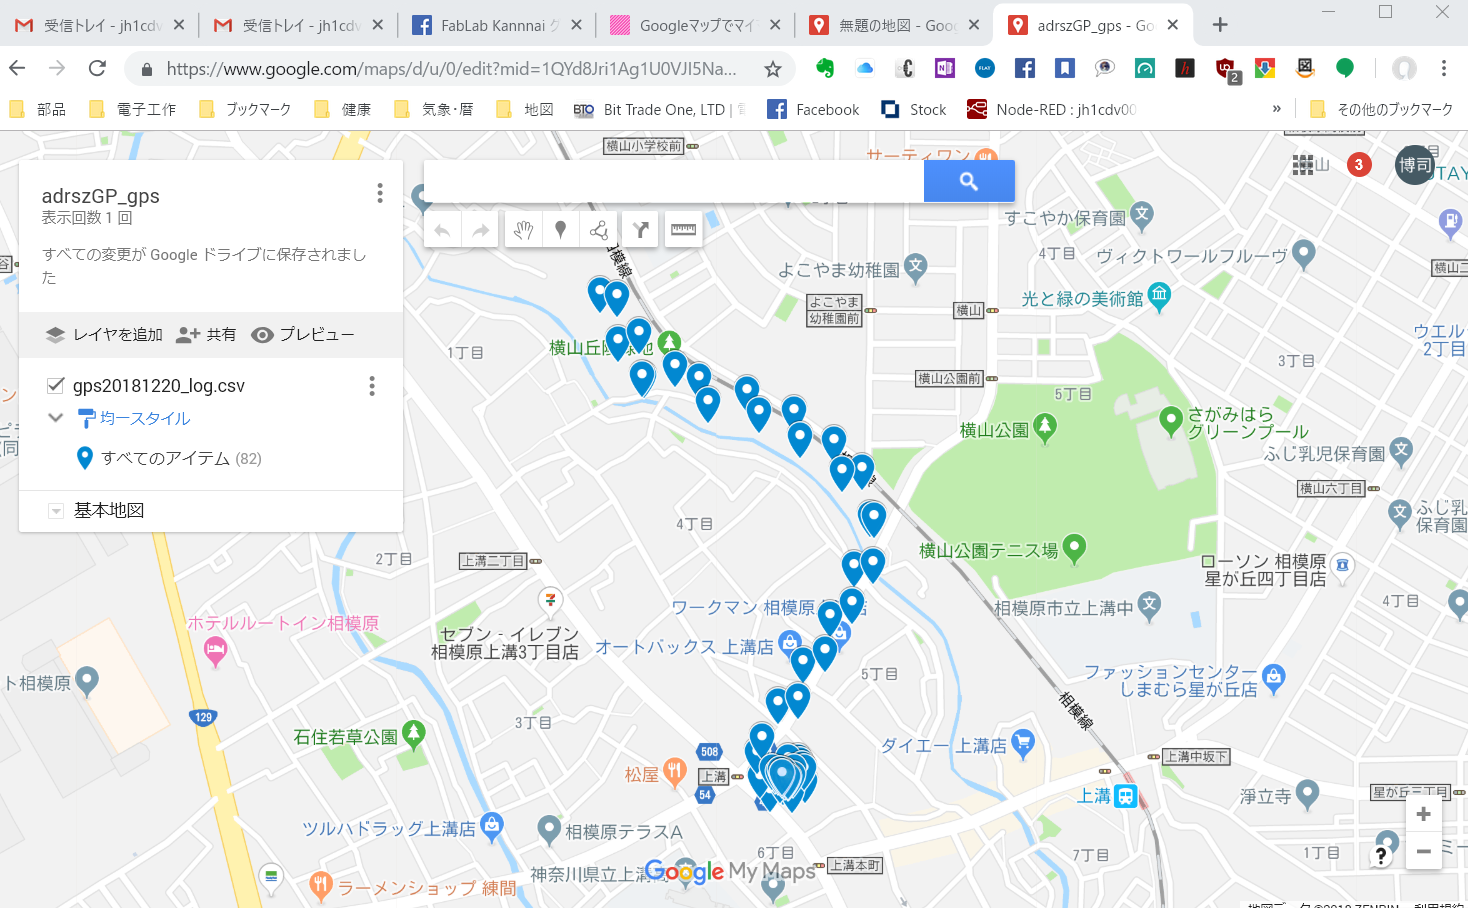 受信トレイ - jh1cdv
受信トレイ - jh1cdv
FabLab Kannnai
Googleマップでマイ
無題の地図 - Goo
adrszGP_gps - Go
https://www.google.com/maps/d/u/0/edit?mid=1QYd8Jri1Ag1U0VJI5Na...
2
部品
電子工作
ブックマーク
健康
気象・暦
地図
BTO
Bit Trade One, LTD |
Facebook
Stock
Node-RED : jh1cdv00
»
その他のブックマーク
横山小学校前
サーティワン
3
博司
adrszGP_gps
表示回数 1 回
すべての変更が Google ドライブに保存されまし
た
レイヤを追加
共有
プレビュー
gps20181220_log.csv
均一スタイル
すべてのアイテム (82)
基本地図
相模線
すこやか保育園
4丁目
ヴィクトワールフルーヴ
よこやま幼稚園
よこやま
幼稚園前
横山
光と緑の美術館
ウエル
2丁目
1丁目
3丁目
横山公園前
5丁目
横山公園
さがみはら
グリーンプール
ふじ乳児保育園
横山六丁目
ふじ乳
保育園
4丁目
横山公園テニス場
ローソン 相模原
星が丘四丁目店
2丁目
上溝二丁目
ワークマン 相模原
相模原市立上溝中
4丁目
ホテルルートイン相模原
セブン - イレブン
相模原上溝3丁目店
オートバックス 上溝店
5丁目
ファッションセンター
しまむら星が丘店
ト相模原
129
3丁目
相模線
石住若草公園
508
松屋
上溝
54
ダイエー 上溝店
上溝中坂下
上溝
淨立寺
星が丘三丁目
ツルハドラッグ上溝店
相模原テラスA
6丁目
7丁目
1丁目
神奈川県立上溝
Google My Maps
上溝本町
ラーメンショップ 練間